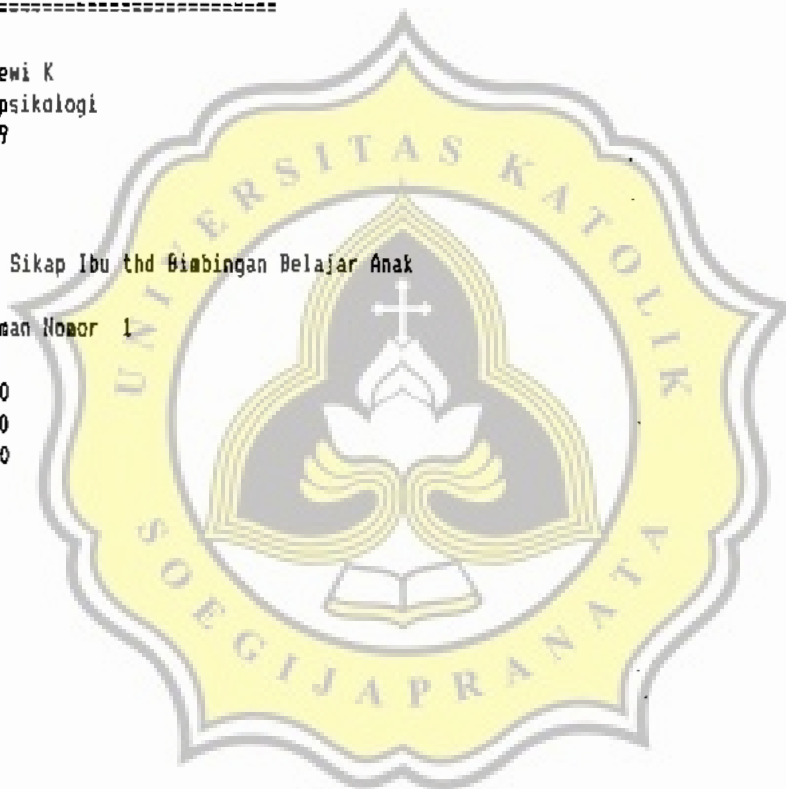 ============================
ewi K
psikologi
9
Sikap Ibu thd Bimbingan Belajar Anak
man Nomor 1
0
0
0
UNIVERSITAS KATOLIK
SOEGIJAPRANATA